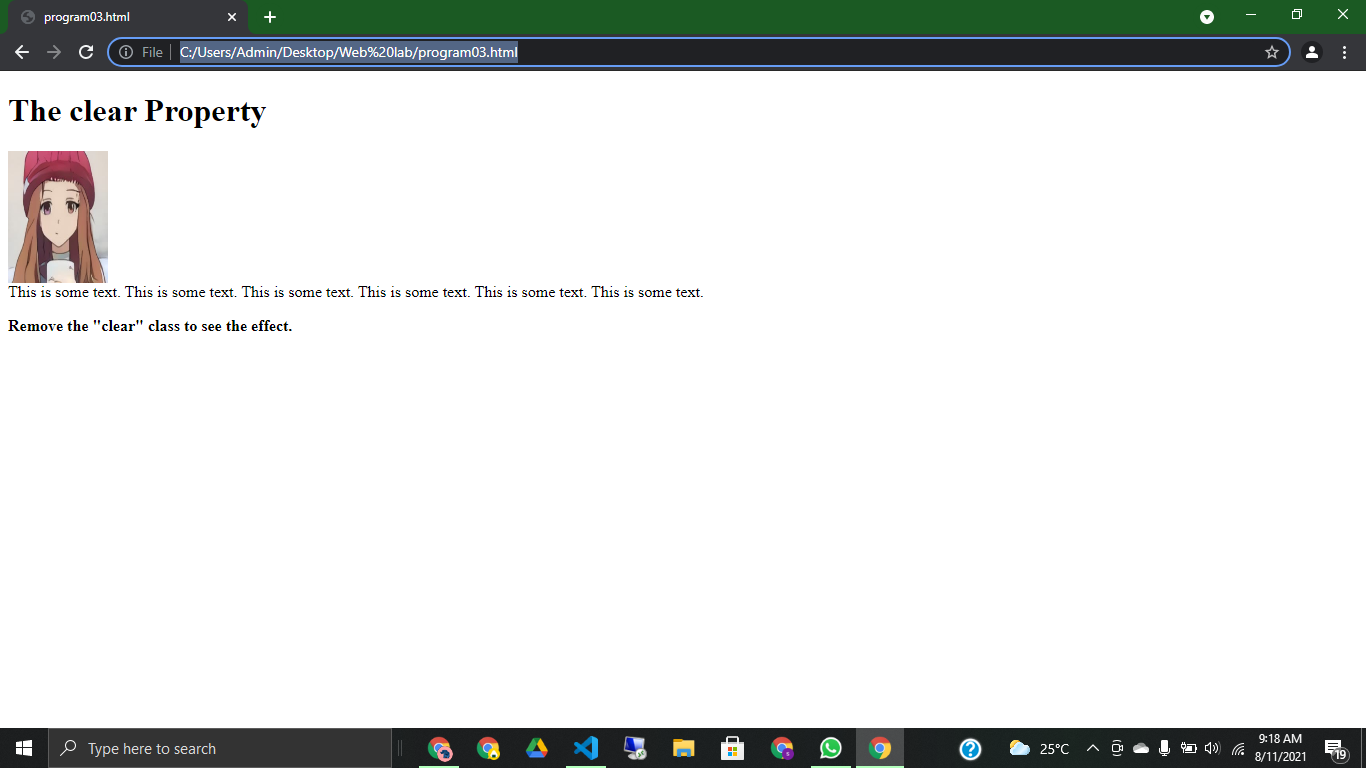 program03.html
File
C:/Users/Admin/Desktop/Web%20lab/program03.html
The clear Property
This is some text. This is some text. This is some text. This is some text. This is some text. This is some text.
Remove the "clear" class to see the effect.
Type here to search
25°C
9:18 AM
8/11/2021
19